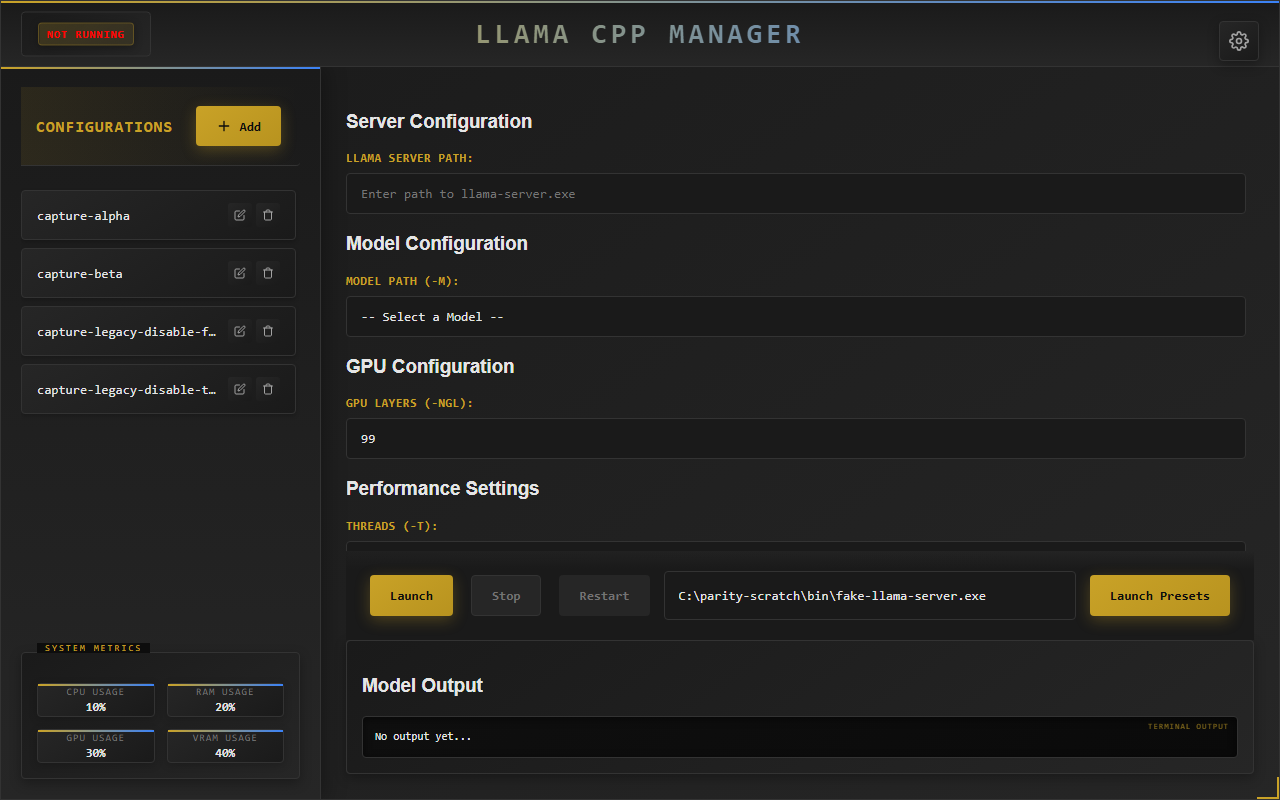 NOT RUNNING
LLAMA CPP MANAGER
CONFIGURATIONS
Add
capture-alpha
capture-beta
capture-legacy-disable-f…
capture-legacy-disable-t…
SYSTEM METRICS
CPU USAGE
10%
RAM USAGE
20%
GPU USAGE
30%
VRAM USAGE
40%
Server Configuration
LLAMA SERVER PATH:
Enter path to llama-server.exe
Model Configuration
MODEL PATH (-M):
-- Select a Model --
GPU Configuration
GPU LAYERS (-NGL):
99
Performance Settings
THREADS (-T):
Launch
Stop
Restart
C:\parity-scratch\bin\fake-llama-server.exe
Launch Presets
Model Output
TERMINAL OUTPUT
No output yet...